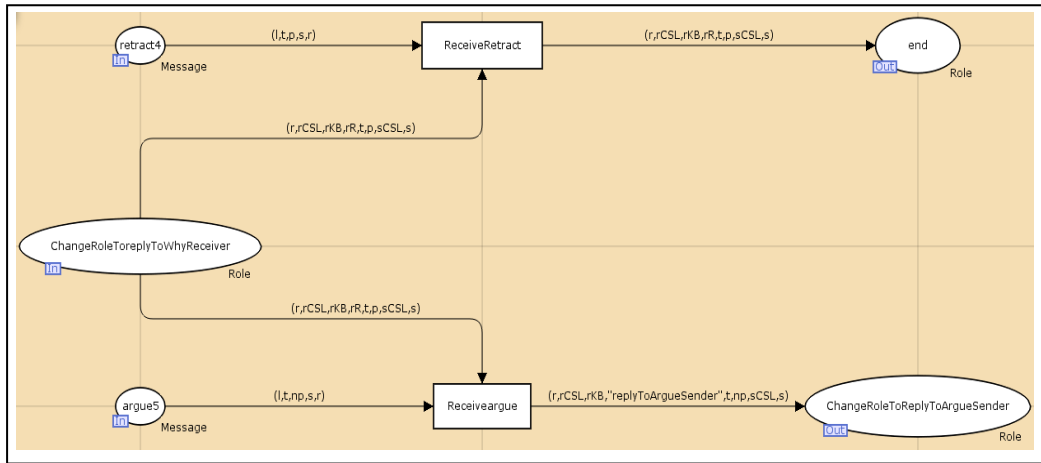 retract4
In
Message
(l,t,p,s,r)
ReceiveRetract
(r,rCSL,rKB,rR,t,p,sCSL,s)
end
Out
Role
(r,rCSL,rKB,rR,t,p,sCSL,s)
ChangeRoleToreplyToWhyReceiver
In
Role
(r,rCSL,rKB,rR,t,p,sCSL,s)
argue5
In
Message
(l,t,np,s,r)
Receiveargue
(r,rCSL,rKB,"replyToArgueSender",t,np,sCSL,s)
ChangeRoleToReplyToArgueSender
Out
Role